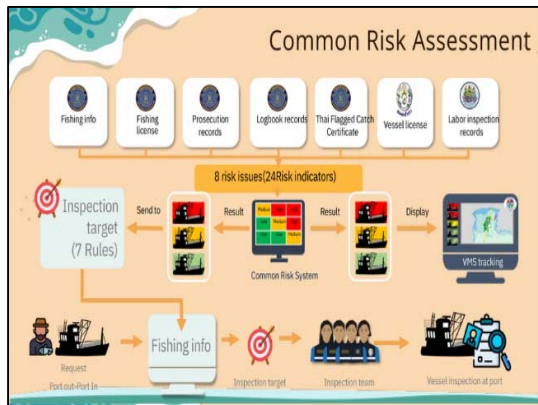 Common Risk Assessment
Fishing info
Fishing
license
Prosecution
records
Logbook records
Thai Flagged Catch
Certificate
Vessel license
Labor inspection
records
8 risk issues(24Risk indicators)
Inspection
target
(7 Rules)
Send to
Result
Medium
Medium
Result
Display
Common Risk System
VMS tracking
Request
Port out-Port In
Fishing info
Inspection target
Inspection team
Vessel inspection at port